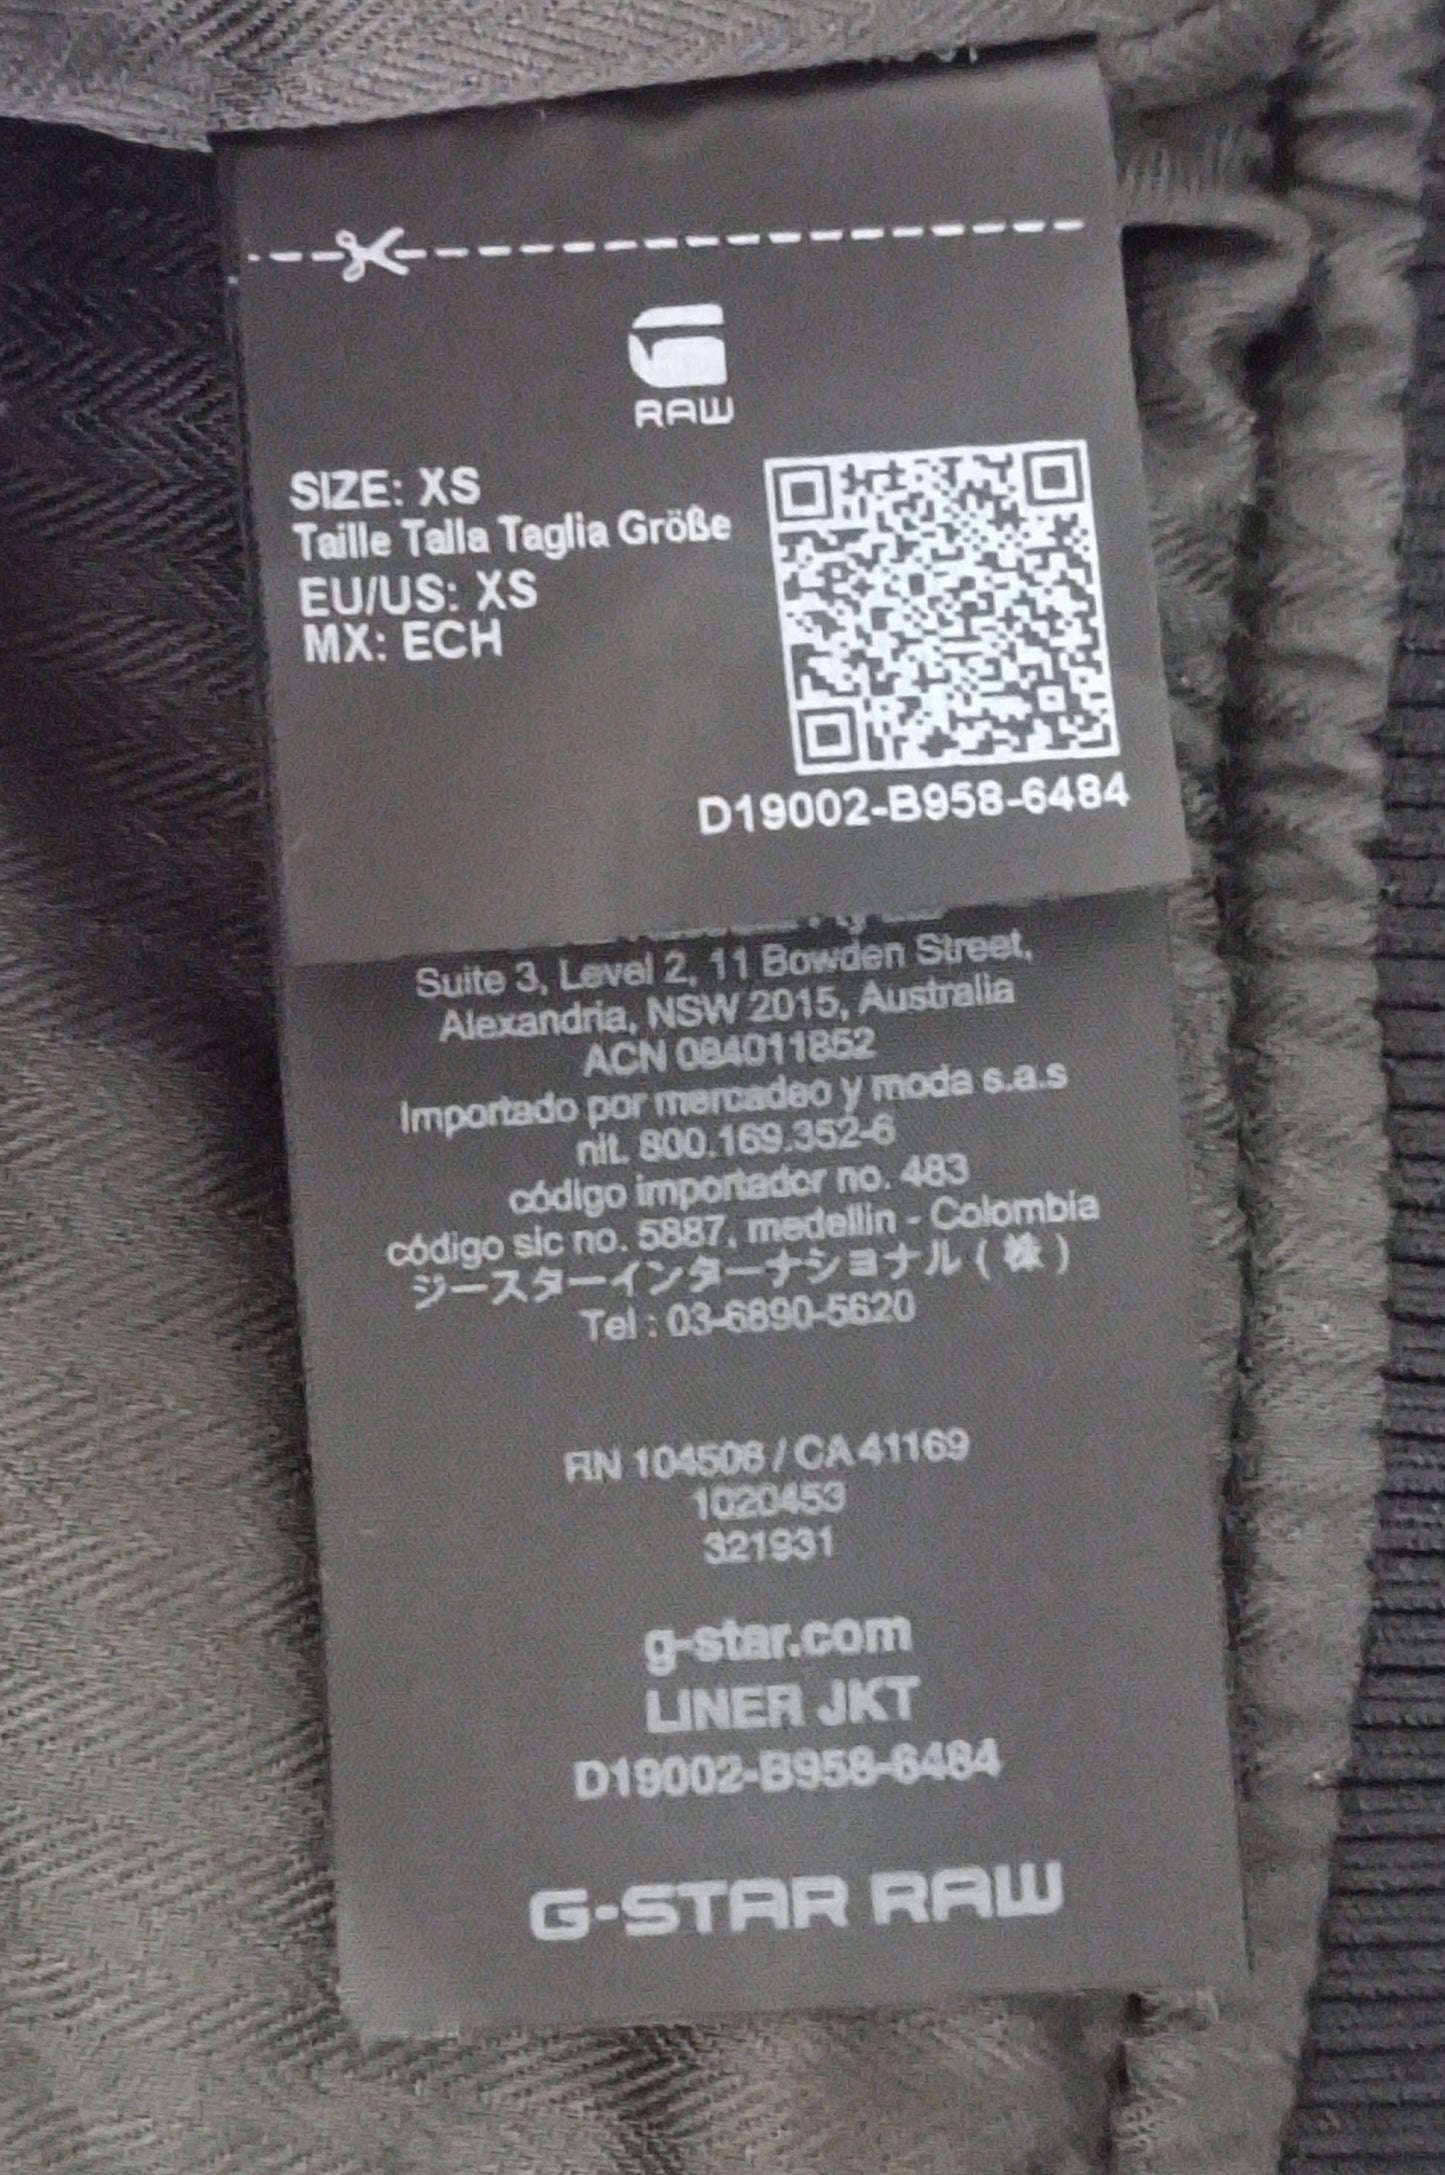 RAW
SIZE: XS
Taille Talla Taglia Größe
EU/US: XS
MX: ECH
D19002-B958-6484
Suite 3, Level 2, 11 Bowden Street,
Alexandria, NSW 2015, Australia
ACN 084011852
Importado por mercadeo y moda s.a.s
nit. 800.169.352-6
código importador no. 483
código sic no. 5887, medellin - Colombia
ジースターインターナショナル ( 株 )
Tel : 03-6890-5620
RN 104506 / CA 41169
1020453
321931
g-star.com
LINER JKT
D19002-B958-6484
G-STAR RAW